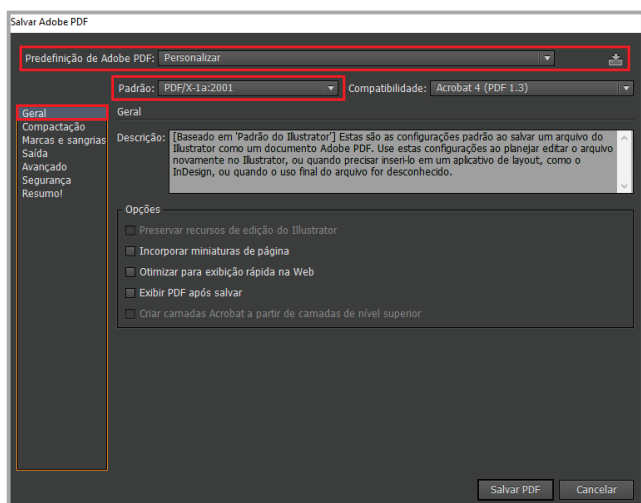 Salvar Adobe PDF
Predefinição de Adobe PDF: Personalizar
Padrão: PDF/X-1a:2001 Compatibilidade: Acrobat 4 (PDF 1.3)
Geral
Compactação
Marcas e sangrias
Saída
Avançado
Segurança
Resumo!
Geral
Descrição: [Baseado em 'Padrão do Illustrator'] Estas são as configurações padrão ao salvar um arquivo do
Illustrator como um documento Adobe PDF. Use estas configurações ao planejar editar o arquivo
novamente no Illustrator, ou quando precisar inseri-lo em um aplicativo de layout, como o
InDesign, ou quando o uso final do arquivo for desconhecido.
Opções
Preservar recursos de edição do Illustrator
Incorporar miniaturas de página
Otimizar para exibição rápida na Web
Exibir PDF após salvar
Criar camadas Acrobat a partir de camadas de nível superior
Salvar PDF Cancelar